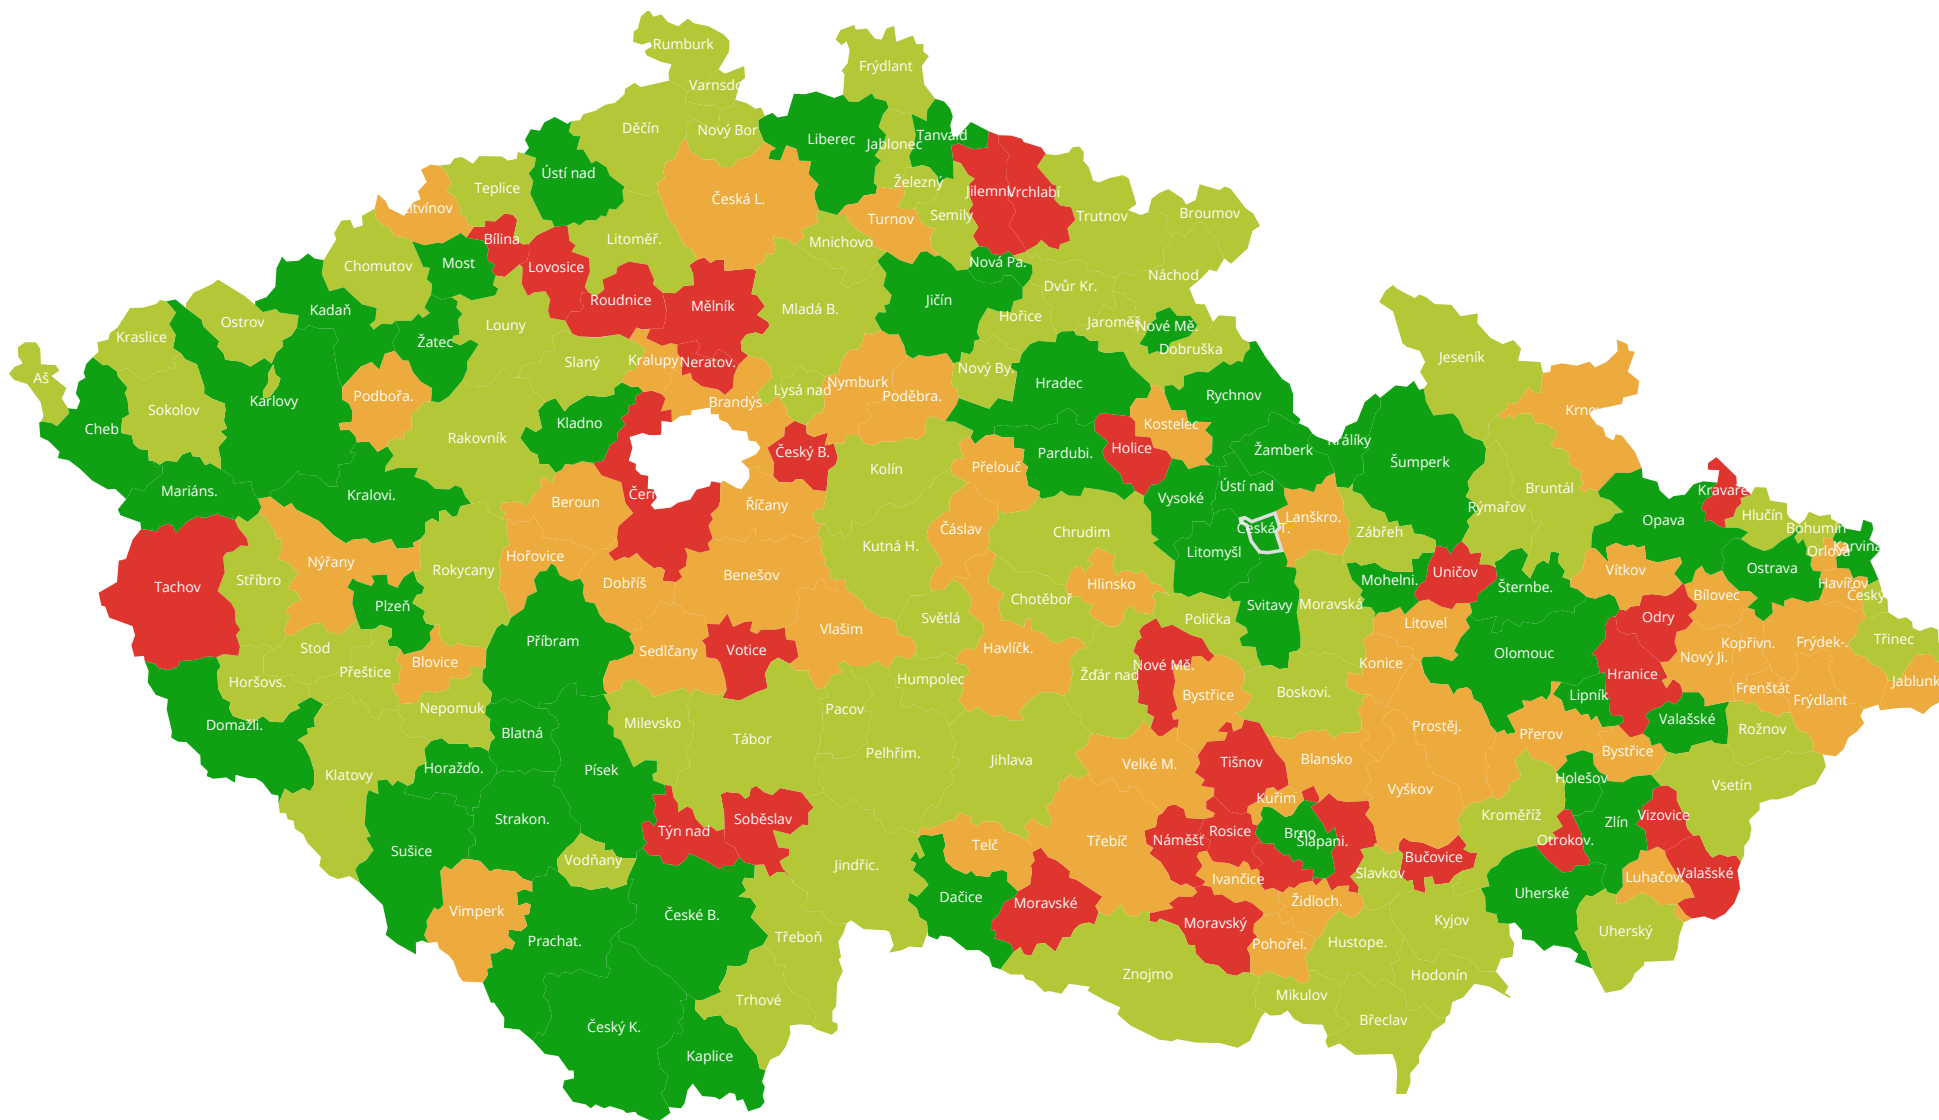 Rumburk
Frýdlant
Varnsdo
Děčín
Nový Bor
Liberec
Tanvald
Jablonec
Ústí nad
Teplice
Železný
Jilemni
Vrchlabí
Česká L.
Litvínov
Turnov
Semily
Trutnov
Broumov
Bílina
Litoměř.
Mnichovo
Chomutov
Most
Lovosice
Nová Pa.
Náchod
Dvůr Kr.
Roudnice
Mělník
Mladá B.
Jičín
Kadaň
Ostrov
Louny
Hořice
Jaroměř
Nové Mě.
Kraslice
Žatec
Dobruška
Jeseník
Slaný
Kralupy
Neratov.
Nový By.
Aš
Hradec
Nymburk
Lysá nad
Poděbra.
Rychnov
Podbořa.
Karlovy
Brandýs
Sokolov
Krnov
Cheb
Kladno
Kostelec
Rakovník
Holice
Králíky
Žamberk
Český B.
Pardubi.
Šumperk
Kolín
Přelouč
Mariáns.
Kralovi.
Čern
Ústí nad
Vysoké
Bruntál
Kravaře
Beroun
Říčany
Rýmařov
Hlučín
Lanškro.
Opava
Česká T.
Bohumín
Čáslav
Chrudim
Zábřeh
Kutná H.
Litomyšl
Karvina
Orlová
Hořovice
Nýřany
Rokycany
Uničov
Vítkov
Ostrava
Benešov
Stříbro
Dobříš
Hlinsko
Mohelni.
Havířov
Tachov
Šternbe.
Bílovec
Český
Chotěboř
Plzeň
Svitavy
Moravská
Světlá
Polička
Odry
Litovel
Vlašim
Příbram
Třinec
Kopřivn.
Frýdek-.
Stod
Havlíčk.
Votice
Sedlčany
Olomouc
Nový Ji.
Blovice
Konice
Nové Mě.
Přeštice
Žďár nad
Hranice
Humpolec
Jablunk
Horšovs.
Frenštát
Boskovi.
Bystřice
Lipník
Frýdlant
Nepomuk
Pacov
Valašské
Milevsko
Domažli.
Prostěj.
Rožnov
Blatná
Přerov
Tábor
Pelhřim.
Bystřice
Jihlava
Blansko
Tišnov
Velké M.
Horažďo.
Písek
Klatovy
Holešov
Vsetín
Vyškov
Kuřim
Kroměříž
Vizovice
Strakon.
Soběslav
Zlín
Týn nad
Rosice
Brno
Šlapani.
Otrokov.
Náměšť
Třebíč
Telč
Sušice
Bučovice
Vodňany
Jindřic.
Slavkov
Valašské
Luhačov.
Ivančice
Uherské
Dačice
Židloch.
Moravské
Vimperk
České B.
Kyjov
Moravský
Uherský
Třeboň
Prachat.
Hustope.
Pohořel.
Znojmo
Hodonín
Mikulov
Trhové
Břeclav
Český K.
Kaplice